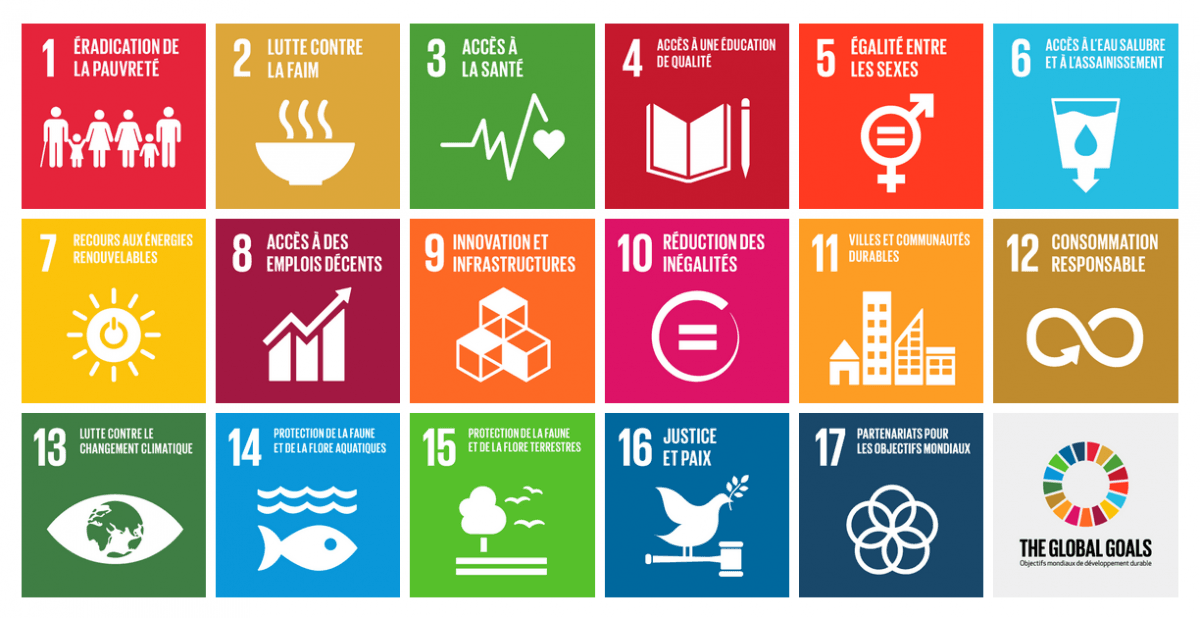 1 ÉRADICATION DE
LA PAUVRETÉ
2 LUTTE CONTRE
LA FAIM
3 ACCÈS À
LA SANTÉ
4 ACCÈS À UNE ÉDUCATION
DE QUALITÉ
5 ÉGALITÉ ENTRE
LES SEXES
6 ACCÈS À L'EAU SALUBRE
ET À L'ASSAINISSEMENT
7 RECOURS AUX ÉNERGIES
RENOUVELABLES
8 ACCÈS À DES
EMPLOIS DÉCENTS
9 INNOVATION ET
INFRASTRUCTURES
10 RÉDUCTION DES
INÉGALITÉS
11 VILLES ET COMMUNAUTÉS
DURABLES
12 CONSOMMATION
RESPONSABLE
13 LUTTE CONTRE LE
CHANGEMENT CLIMATIQUE
14 PROTECTION DE LA FAUNE
ET DE LA FLORE AQUATIQUES
15 PROTECTION DE LA FAUNE
ET DE LA FLORE TERRESTRES
16 JUSTICE
ET PAIX
17 PARTENARIATS POUR
LES OBJECTIFS MONDIAUX
THE GLOBAL GOALS
Objectifs mondiaux de développement durable